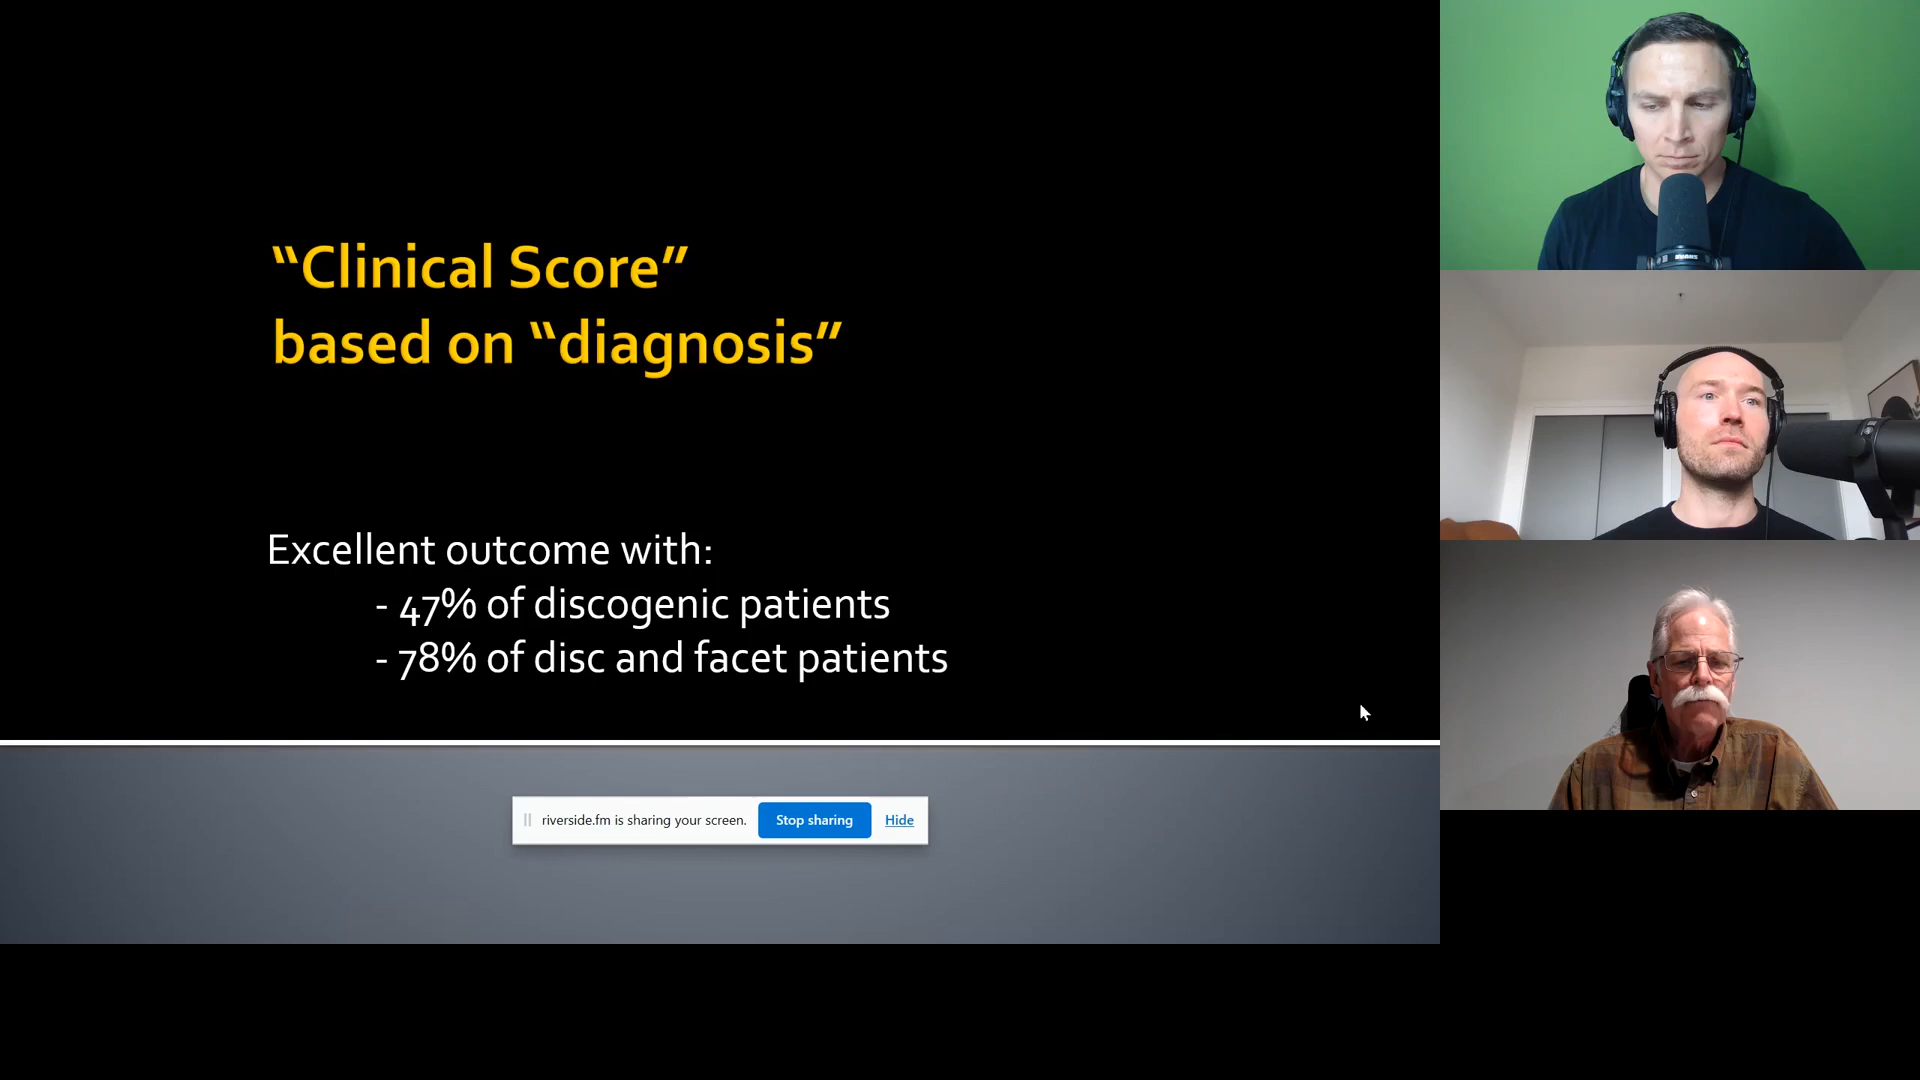 “Clinical Score”
based on “diagnosis”
Excellent outcome with:
- 47% of discogenic patients
- 78% of disc and facet patients
riverside.fm is sharing your screen.
Stop sharing
Hide
SHURE